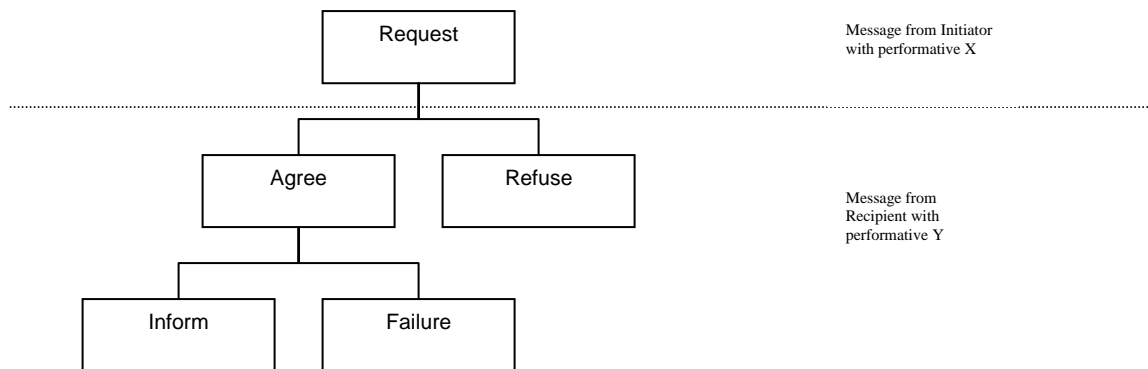 Request
Message from Initiator
with performative X
Agree
Refuse
Message from
Recipient with
performative Y
Inform
Failure